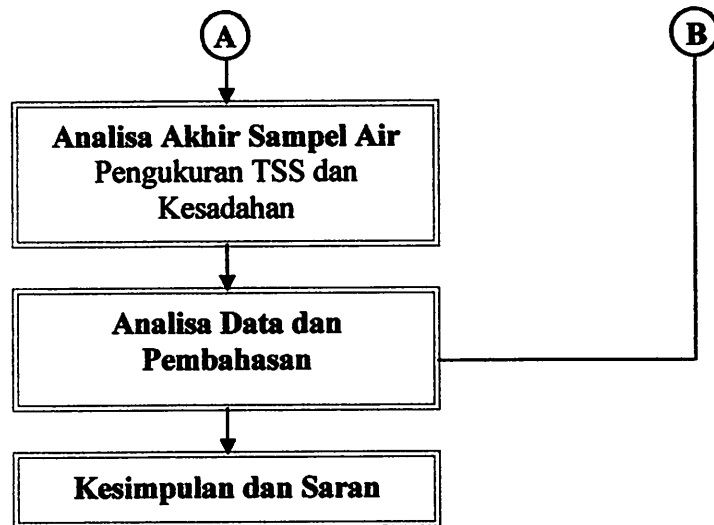 A
B
Analisa Akhir Sampel Air
Pengukuran TSS dan
Kesadahan
Analisa Data dan
Pembahasan
Kesimpulan dan Saran